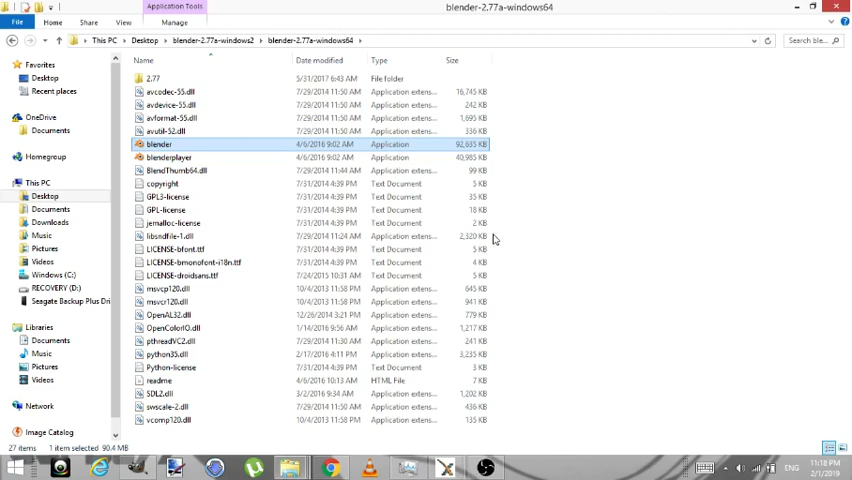 Application Tools
blender-2.77a-windows64
File Home Share View Manage
This PC Desktop blender-2.77a-windows2 blender-2.77a-windows64 Search ble...
Name Date modified Type Size
Favorites
Desktop
Recent places
OneDrive
Documents
Homegroup
This PC
Desktop
Documents
Downloads
Music
Pictures
Videos
Windows (C:)
RECOVERY (D:)
Seagate Backup Plus Dri
Libraries
Documents
Music
Pictures
Videos
Network
Image Catalog
2.77 5/31/2017 6:43 AM File folder
avcodec-55.dll 7/29/2014 11:50 AM Application extens... 16,745 KB
avdevice-55.dll 7/29/2014 11:50 AM Application extens... 242 KB
avformat-55.dll 7/29/2014 11:50 AM Application extens... 1,695 KB
avutil-52.dll 7/29/2014 11:50 AM Application extens... 336 KB
blender 4/6/2016 9:02 AM Application 92,635 KB
blenderplayer 4/6/2016 9:02 AM Application 40,985 KB
BlendThumb64.dll 7/29/2014 11:44 AM Application extens... 99 KB
copyright 7/31/2014 4:39 PM Text Document 5 KB
GPL3-license 7/31/2014 4:39 PM Text Document 35 KB
GPL-license 7/31/2014 4:39 PM Text Document 18 KB
jemalloc-license 7/31/2014 4:39 PM Text Document 2 KB
libsndfile-1.dll 7/29/2014 11:24 AM Application extens... 2,320 KB
LICENSE-bfont.ttf 7/31/2014 4:39 PM Text Document 5 KB
LICENSE-bmonofont-i18n.ttf 7/31/2014 4:39 PM Text Document 4 KB
LICENSE-droidsans.ttf 7/24/2015 10:31 AM Text Document 5 KB
msvcp120.dll 10/4/2013 11:58 PM Application extens... 645 KB
msvcr120.dll 10/4/2013 11:58 PM Application extens... 941 KB
OpenAL32.dll 12/26/2014 3:21 PM Application extens... 779 KB
OpenColorIO.dll 1/14/2016 9:56 AM Application extens... 1,217 KB
pthreadVC2.dll 7/29/2014 11:30 AM Application extens... 241 KB
python35.dll 2/17/2016 4:11 PM Application extens... 3,235 KB
Python-license 7/31/2014 4:39 PM Text Document 3 KB
readme 4/6/2016 10:13 AM HTML File 7 KB
SDL2.dll 3/2/2016 9:34 AM Application extens... 1,202 KB
swscale-2.dll 7/29/2014 11:50 AM Application extens... 436 KB
vcomp120.dll 10/4/2013 11:58 PM Application extens... 135 KB
27 items 1 item selected 90.4 MB
ENG
11:18 PM
2/1/2019